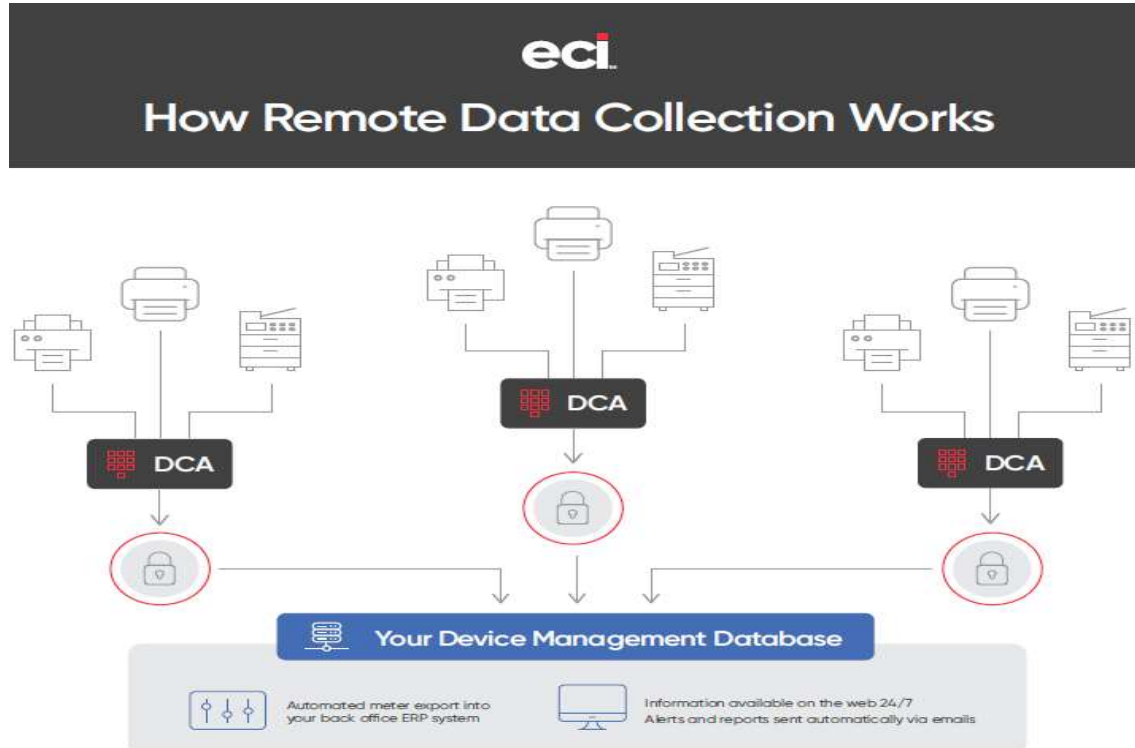 eci
How Remote Data Collection Works
DCA
DCA
DCA
Your Device Management Database
Automated meter export into
your back office ERP system
Information available on the web 24/7
Alerts and reports sent automatically via emails